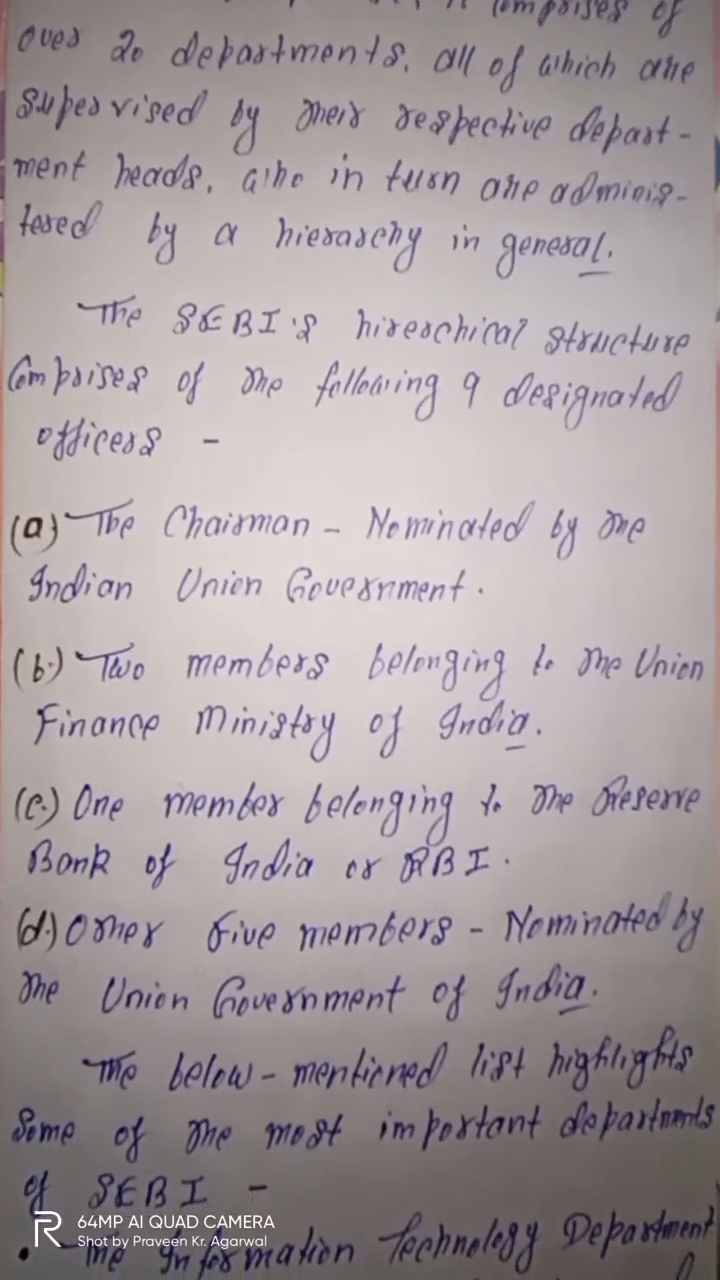 comprises of
over 20 departments, all of which are
supervised by their respective depart-
ment heads, who in turn are adminis-
tered by a hierarchy in general.
The SEBI's hirerchical structure
Comprises of the following 9 designated
officers -
(a) The Chairman - Nominated by the
Indian Union Government.
(b.) Two members belonging to the Union
Finance Ministry of India.
(c.) One member belonging to the Reserve
Bank of India or RBI.
(d.) Other five members - Nominated by
the Union Government of India.
The below-mentioned list highlights
Some of the most important departments
of SEBI -
• The Information Technology Department
64MP AI QUAD CAMERA
Shot by Praveen Kr. Agarwal